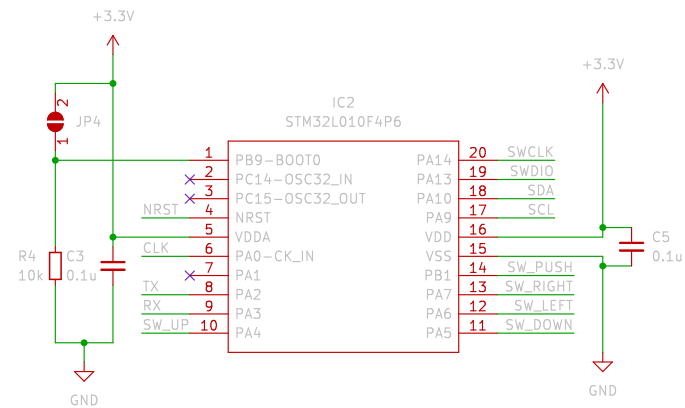 +3.3V
+3.3V
IC2
STM32L010F4P6
2
JP4
1
1 PB9-BOOT0 PA14 20 SWCLK
2 PC14-OSC32_IN PA13 19 SWDIO
3 PC15-OSC32_OUT PA10 18 SDA
NRST 4 NRST PA9 17 SCL
5 VDDA VDD 16
CLK 6 PA0-CK_IN VSS 15
7 PA1 PB1 14 SW_PUSH
TX 8 PA2 PA7 13 SW_RIGHT
RX 9 PA3 PA6 12 SW_LEFT
SW_UP 10 PA4 PA5 11 SW_DOWN
R4
10k
C3
0.1u
C5
0.1u
GND
GND